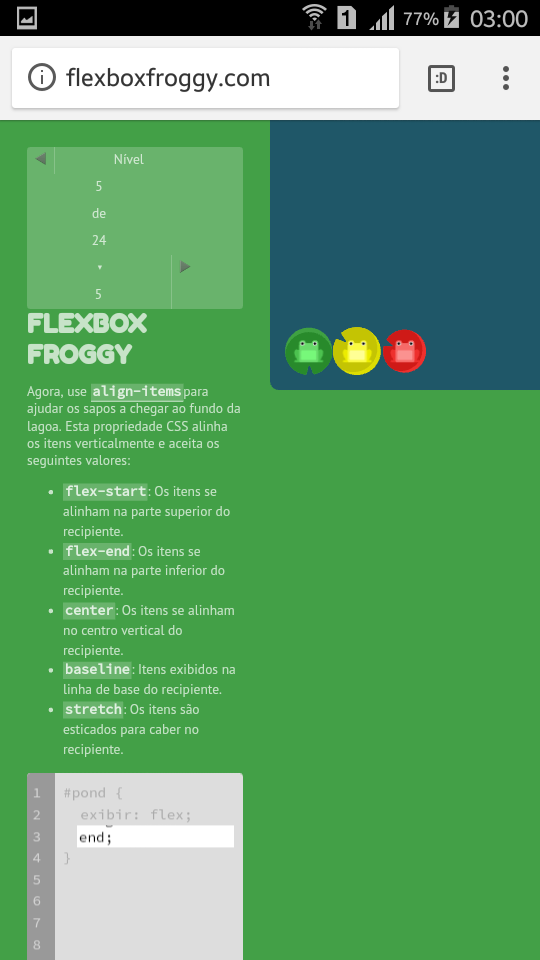 1
77%
03:00
flexboxfroggy.com
:D
Nível
5
de
24
▾
5
FLEXBOX
FROGGY
Agora, use align-items para
ajudar os sapos a chegar ao fundo da
lagoa. Esta propriedade CSS alinha
os itens verticalmente e aceita os
seguintes valores:
• flex-start: Os itens se
alinham na parte superior do
recipiente.
• flex-end: Os itens se
alinham na parte inferior do
recipiente.
• center: Os itens se alinham
no centro vertical do
recipiente.
• baseline: Itens exibidos na
linha de base do recipiente.
• stretch: Os itens são
esticados para caber no
recipiente.
1 #pond {
2 exibir: flex;
3 end;
4 }
5
6
7
8